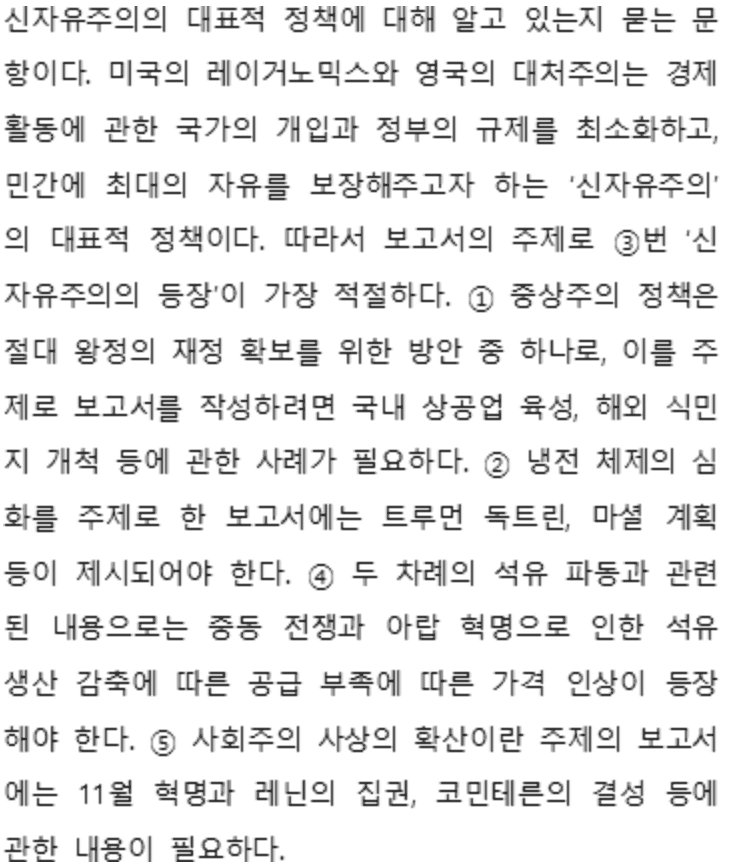 신자유주의의 대표적 정책에 대해 알고 있는지 묻는 문
항이다. 미국의 레이거노믹스와 영국의 대처주의는 경제
활동에 관한 국가의 개입과 정부의 규제를 최소화하고,
민간에 최대의 자유를 보장해주고자 하는 '신자유주의'
의 대표적 정책이다. 따라서 보고서의 주제로 ③번 '신
자유주의의 등장'이 가장 적절하다. ① 중상주의 정책은
절대 왕정의 재정 확보를 위한 방안 중 하나로, 이를 주
제로 보고서를 작성하려면 국내 상공업 육성, 해외 식민
지 개척 등에 관한 사례가 필요하다. ② 냉전 체제의 심
화를 주제로 한 보고서에는 트루먼 독트린, 마셜 계획
등이 제시되어야 한다. ④ 두 차례의 석유 파동과 관련
된 내용으로는 중동 전쟁과 아랍 혁명으로 인한 석유
생산 감축에 따른 공급 부족에 따른 가격 인상이 등장
해야 한다. ⑤ 사회주의 사상의 확산이란 주제의 보고서
에는 11월 혁명과 레닌의 집권, 코민테른의 결성 등에
관한 내용이 필요하다.